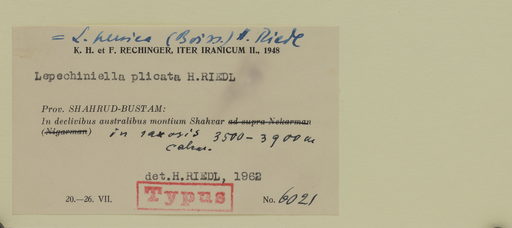 = L. persica (Boiss.) H. Riedl
K. H. et F. RECHINGER, ITER IRANICUM II., 1948
Lepechiniella plicata H.RIEDL
Prov. SHAHRUD-BUSTAM:
In declivibus australibus montium Shahvar ad supra Nekarman
(Nigarman) in saxosis 3500-3900 m
calc.
det.H.RIEDL, 1962
Typus
20.—26. VII. No. 6021